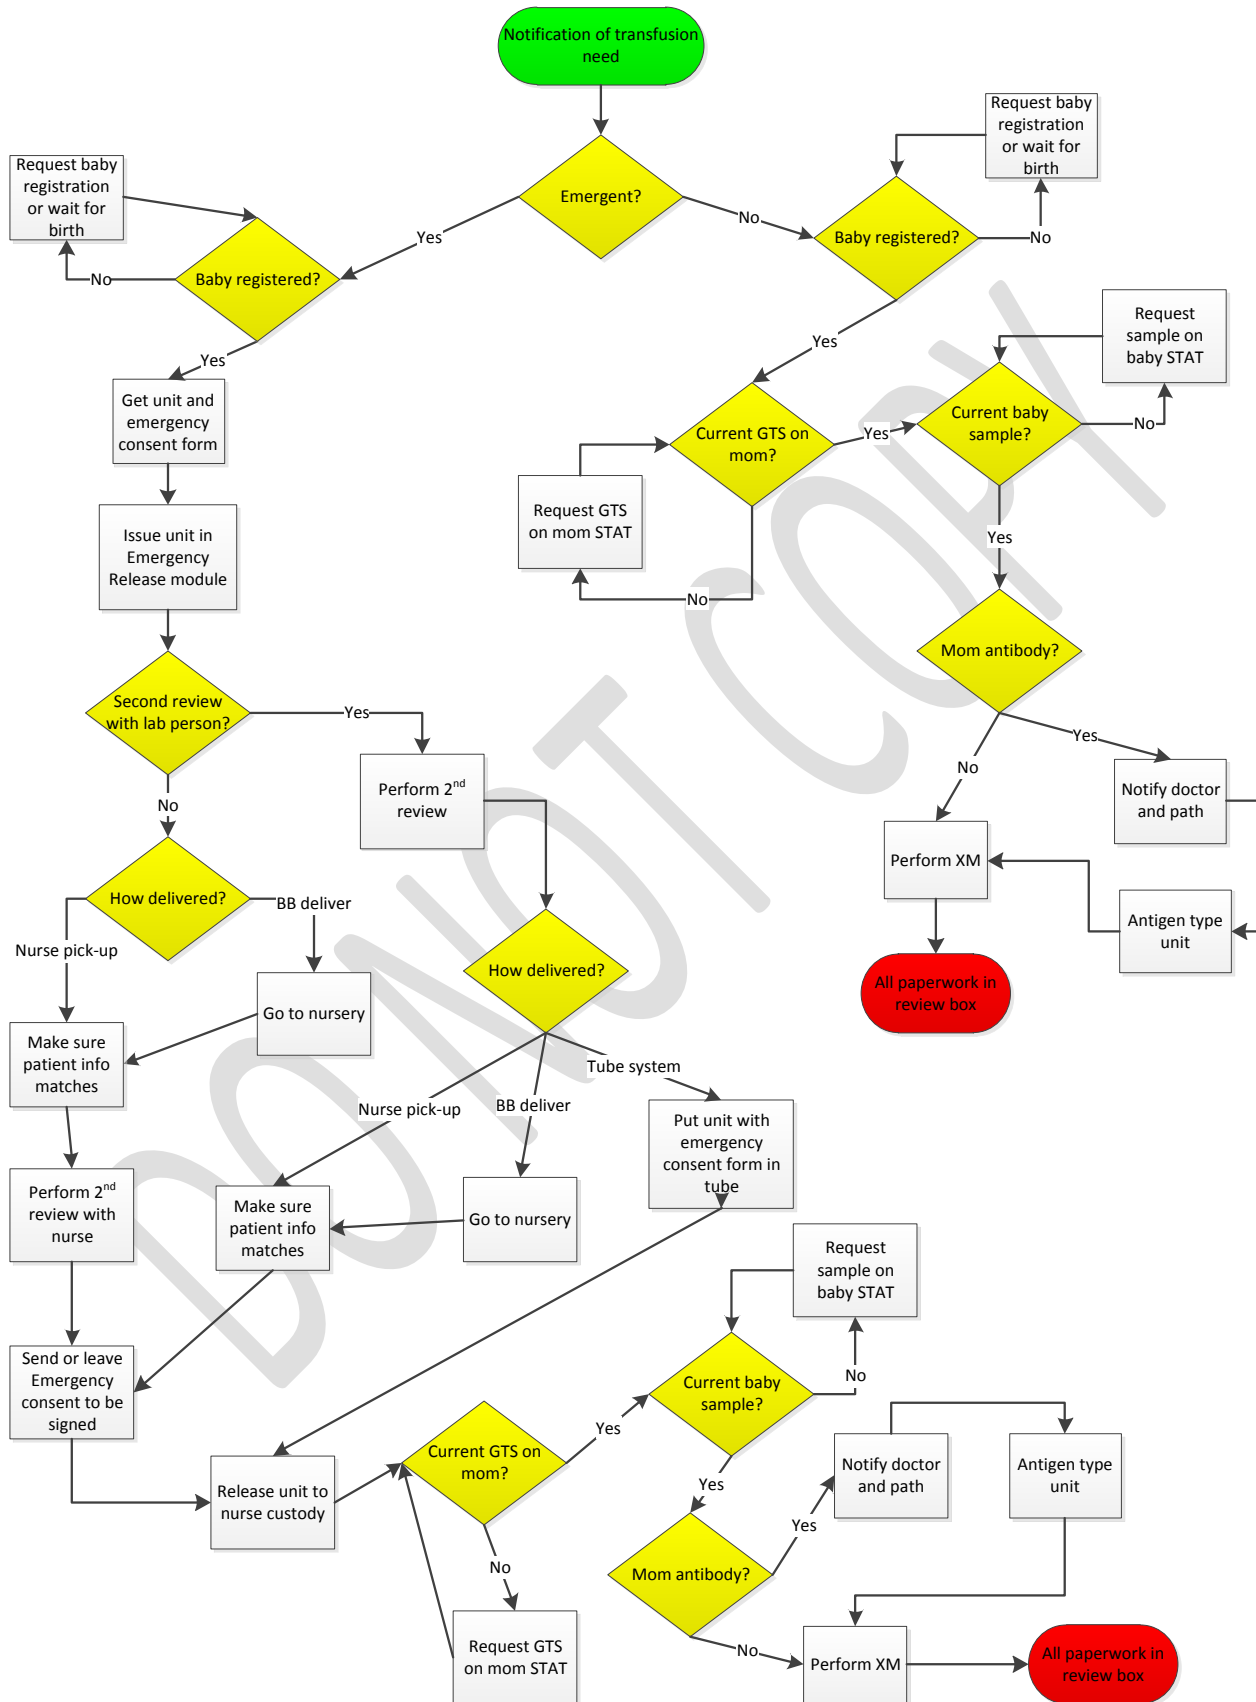 Notification of transfusion
need
Request baby
registration
or wait for
birth
Request baby
registration
or wait for
birth
Emergent?
No
Yes
Baby registered?
No
Baby registered?
No
Yes
Yes
Request
sample on
baby STAT
Get unit and
emergency
consent form
Current GTS on
mom?
Yes
Current baby
sample?
No
Request GTS
on mom STAT
Issue unit in
Emergency
Release module
Yes
No
Mom antibody?
Second review
with lab person?
Yes
Yes
No
Perform 2nd
review
Notify doctor
and path
No
Perform XM
How delivered?
BB deliver
Nurse pick-up
Antigen type
unit
How delivered?
All paperwork in
review box
Go to nursery
Make sure
patient info
matches
Tube system
Nurse pick-up
BB deliver
Put unit with
emergency
consent form in
tube
Perform 2nd
review with
nurse
Make sure
patient info
matches
Go to nursery
Request
sample on
baby STAT
Send or leave
Emergency
consent to be
signed
Current baby
sample?
No
Yes
Current GTS on
mom?
Release unit to
nurse custody
Yes
Notify doctor
and path
Antigen type
unit
Yes
No
Mom antibody?
Request GTS
on mom STAT
No
Perform XM
All paperwork in
review box
DO NOT COPY